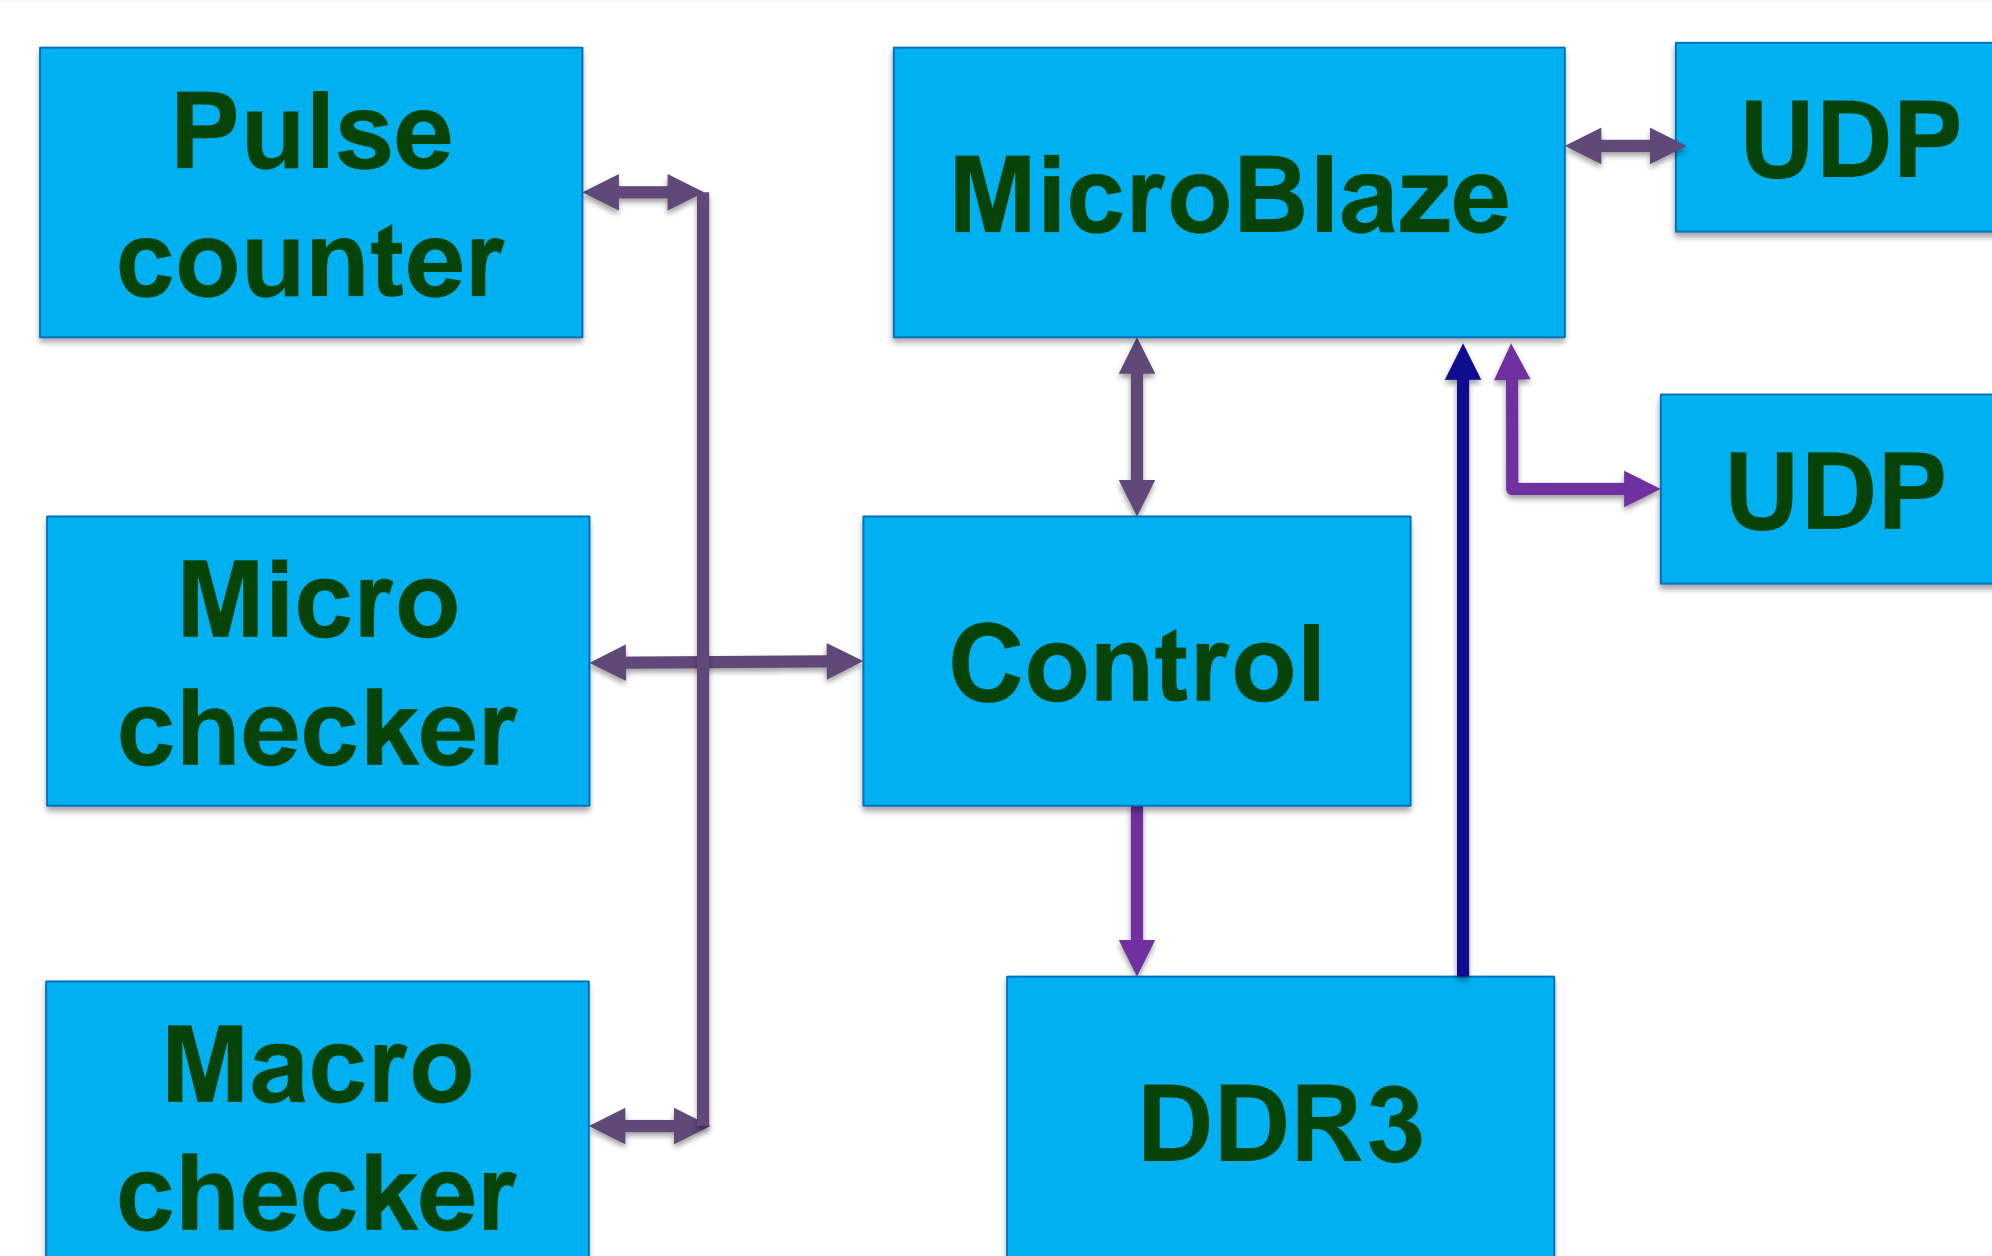 Pulse
counter
MicroBlaze
UDP
UDP
Micro
checker
Control
Macro
checker
DDR3